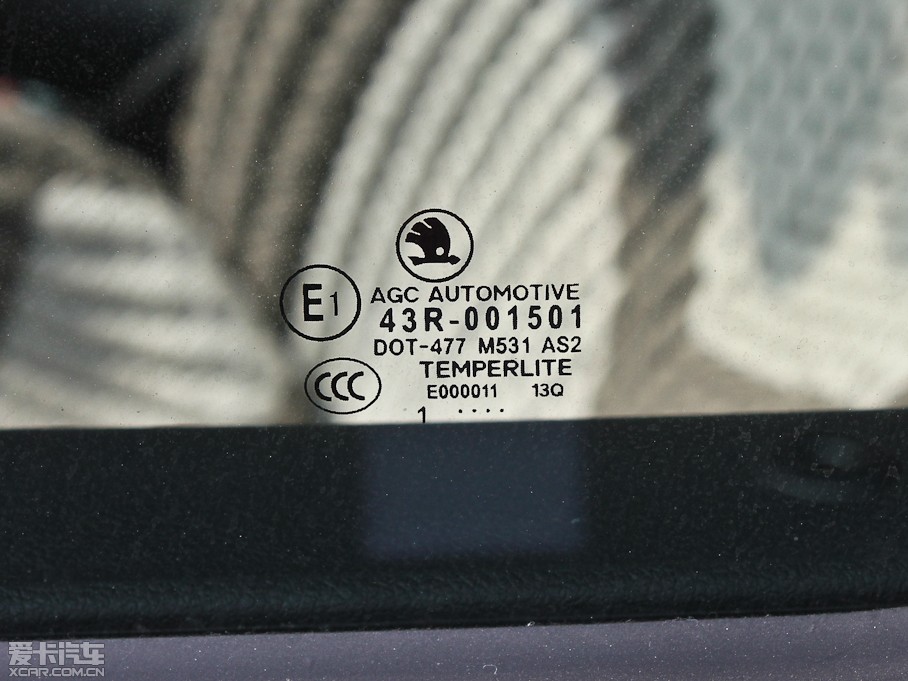 E1
AGC AUTOMOTIVE
43R-001501
DOT-477 M531 AS2
TEMPERLITE
CCC
E000011 13Q
1 ....
爱卡汽车
XCAR.COM.CN